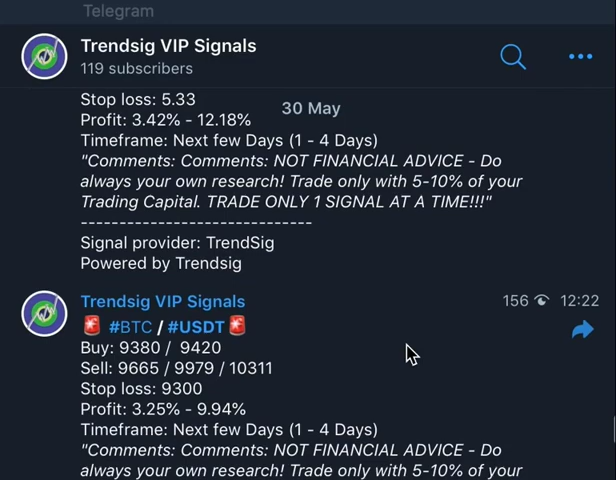 Telegram
Trendsig VIP Signals
119 subscribers
Stop loss: 5.33
30 May
Profit: 3.42% - 12.18%
Timeframe: Next few Days (1 - 4 Days)
"Comments: Comments: NOT FINANCIAL ADVICE - Do
always your own research! Trade only with 5-10% of your
Trading Capital. TRADE ONLY 1 SIGNAL AT A TIME!!!"
-------------------------------
Signal provider: TrendSig
Powered by Trendsig
Trendsig VIP Signals 156 12:22
🚨 #BTC / #USDT🚨
Buy: 9380 / 9420
Sell: 9665 / 9979 / 10311
Stop loss: 9300
Profit: 3.25% - 9.94%
Timeframe: Next few Days (1 - 4 Days)
"Comments: Comments: NOT FINANCIAL ADVICE - Do
always your own research! Trade only with 5-10% of your